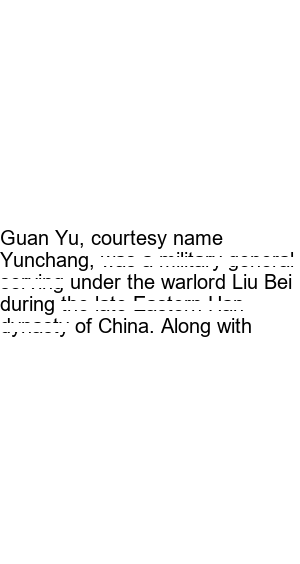 Guan Yu, courtesy name
Yunchang, was a military general
serving under the warlord Liu Bei
during the late Eastern Han
dynasty of China. Along with